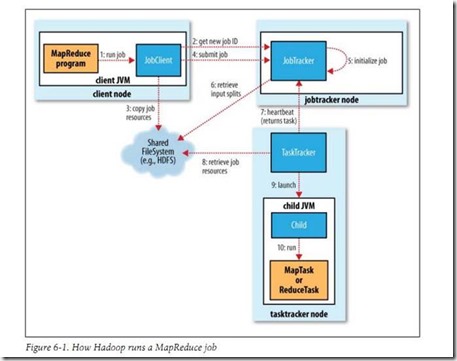 MapReduce
program
1: run job
JobClient
2: get new job ID
4: submit job
JobTracker
5: initialize job
client JVM
client node
jobtracker node
3: copy job
resources
6: retrieve
input splits
7: heartbeat
(returns task)
Shared
FileSystem
(e.g., HDFS)
TaskTracker
8: retrieve job
resources
9: launch
child JVM
Child
10: run
MapTask
or
ReduceTask
tasktracker node
Figure 6-1. How Hadoop runs a MapReduce job